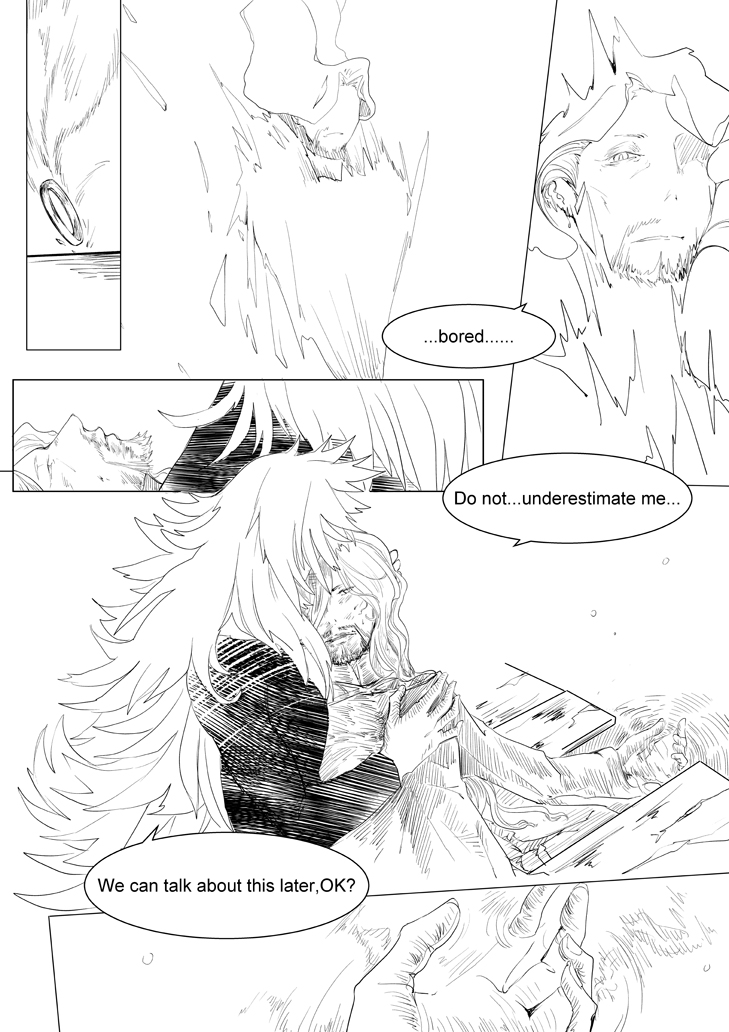 ...bored......
Do not...underestimate me...
We can talk about this later,OK?